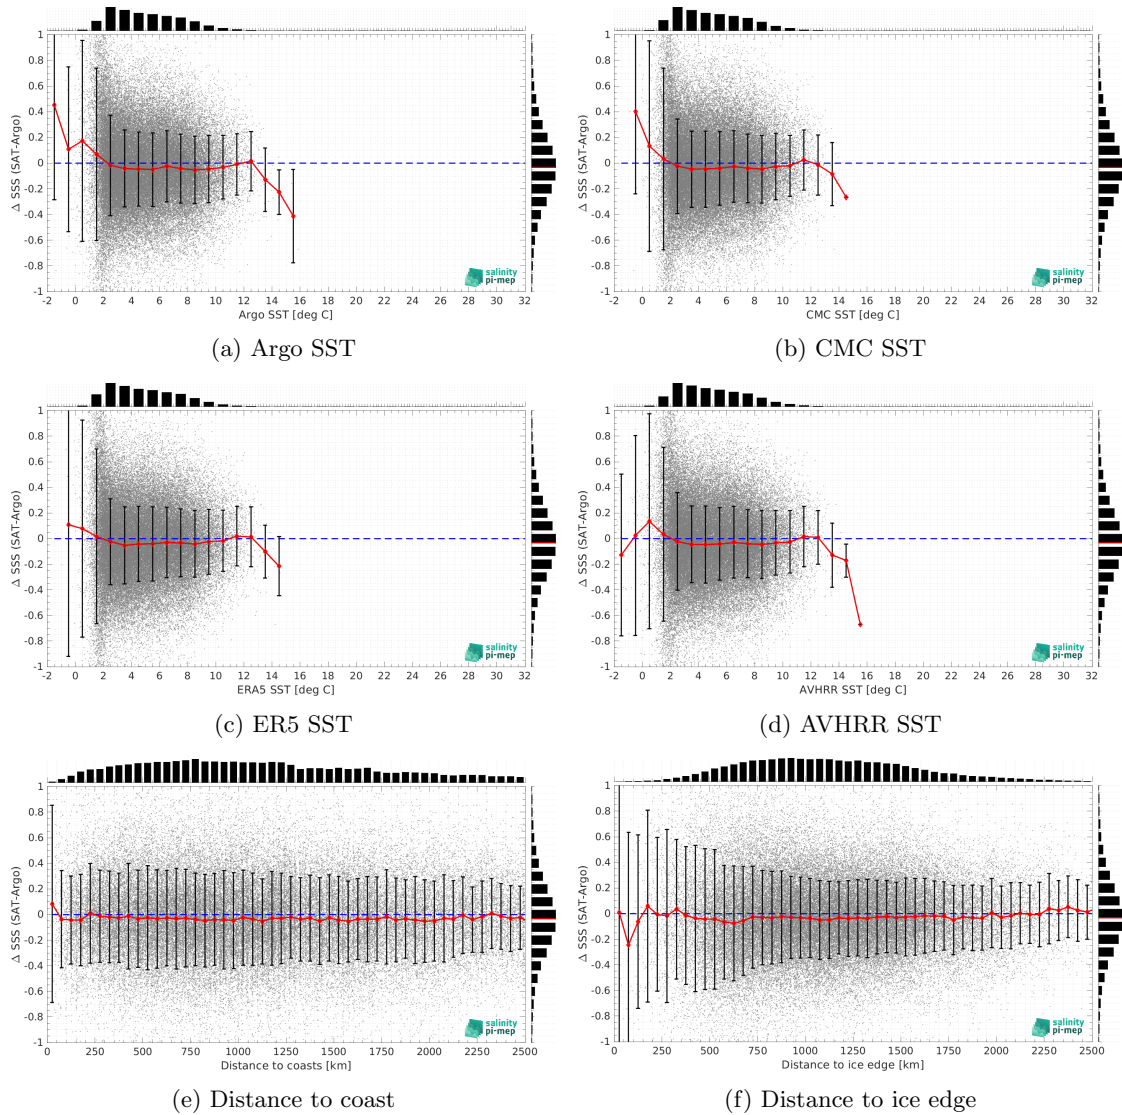 1
0.8
0.6
0.4
0.2
0
-0.2
-0.4
-0.6
-0.8
-1
Δ SSS (SAT-Argo)
salinity
pi-mep
-2 0 2 4 6 8 10 12 14 16 18 20 22 24 26 28 30 32
Argo SST [deg C]
(a) Argo SST
1
0.8
0.6
0.4
0.2
0
-0.2
-0.4
-0.6
-0.8
-1
Δ SSS (SAT-Argo)
salinity
pi-mep
-2 0 2 4 6 8 10 12 14 16 18 20 22 24 26 28 30 32
CMC SST [deg C]
(b) CMC SST
1
0.8
0.6
0.4
0.2
0
-0.2
-0.4
-0.6
-0.8
-1
Δ SSS (SAT-Argo)
salinity
pi-mep
-2 0 2 4 6 8 10 12 14 16 18 20 22 24 26 28 30 32
ERA5 SST [deg C]
(c) ER5 SST
1
0.8
0.6
0.4
0.2
0
-0.2
-0.4
-0.6
-0.8
-1
Δ SSS (SAT-Argo)
salinity
pi-mep
-2 0 2 4 6 8 10 12 14 16 18 20 22 24 26 28 30 32
AVHRR SST [deg C]
(d) AVHRR SST
1
0.8
0.6
0.4
0.2
0
-0.2
-0.4
-0.6
-0.8
-1
Δ SSS (SAT-Argo)
salinity
pi-mep
0 250 500 750 1000 1250 1500 1750 2000 2250 2500
Distance to coasts [km]
(e) Distance to coast
1
0.8
0.6
0.4
0.2
0
-0.2
-0.4
-0.6
-0.8
-1
Δ SSS (SAT-Argo)
salinity
pi-mep
0 250 500 750 1000 1250 1500 1750 2000 2250 2500
Distance to ice edge [km]
(f) Distance to ice edge